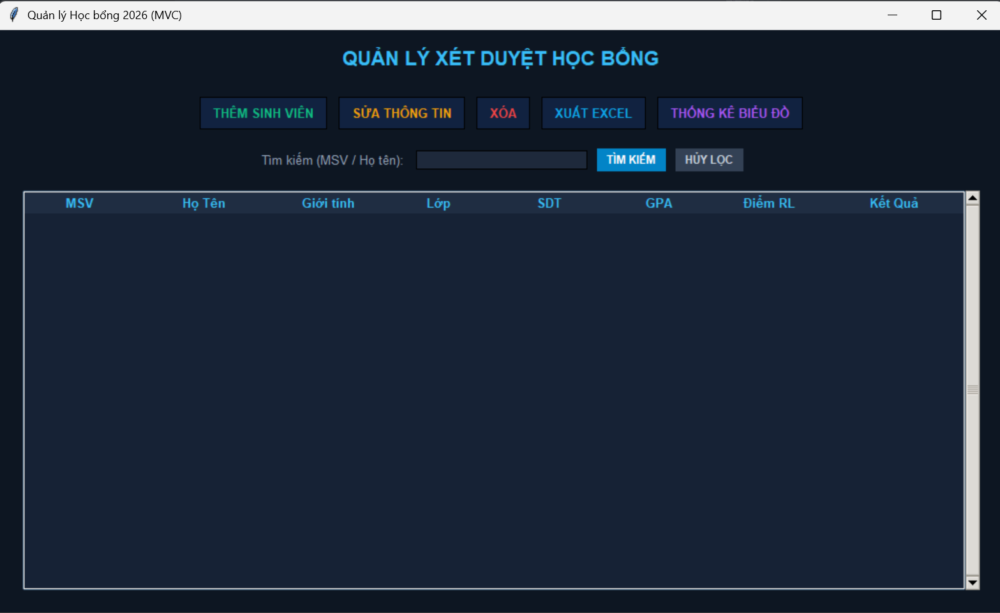 Quản lý Học bổng 2026 (MVC)
QUẢN LÝ XÉT DUYỆT HỌC BỔNG
THÊM SINH VIÊN SỬA THÔNG TIN XÓA XUẤT EXCEL THỐNG KÊ BIỂU ĐỒ
Tìm kiếm (MSV / Họ tên): TÌM KIẾM HỦY LỌC
MSV Họ Tên Giới tính Lớp SDT GPA Điểm RL Kết Quả